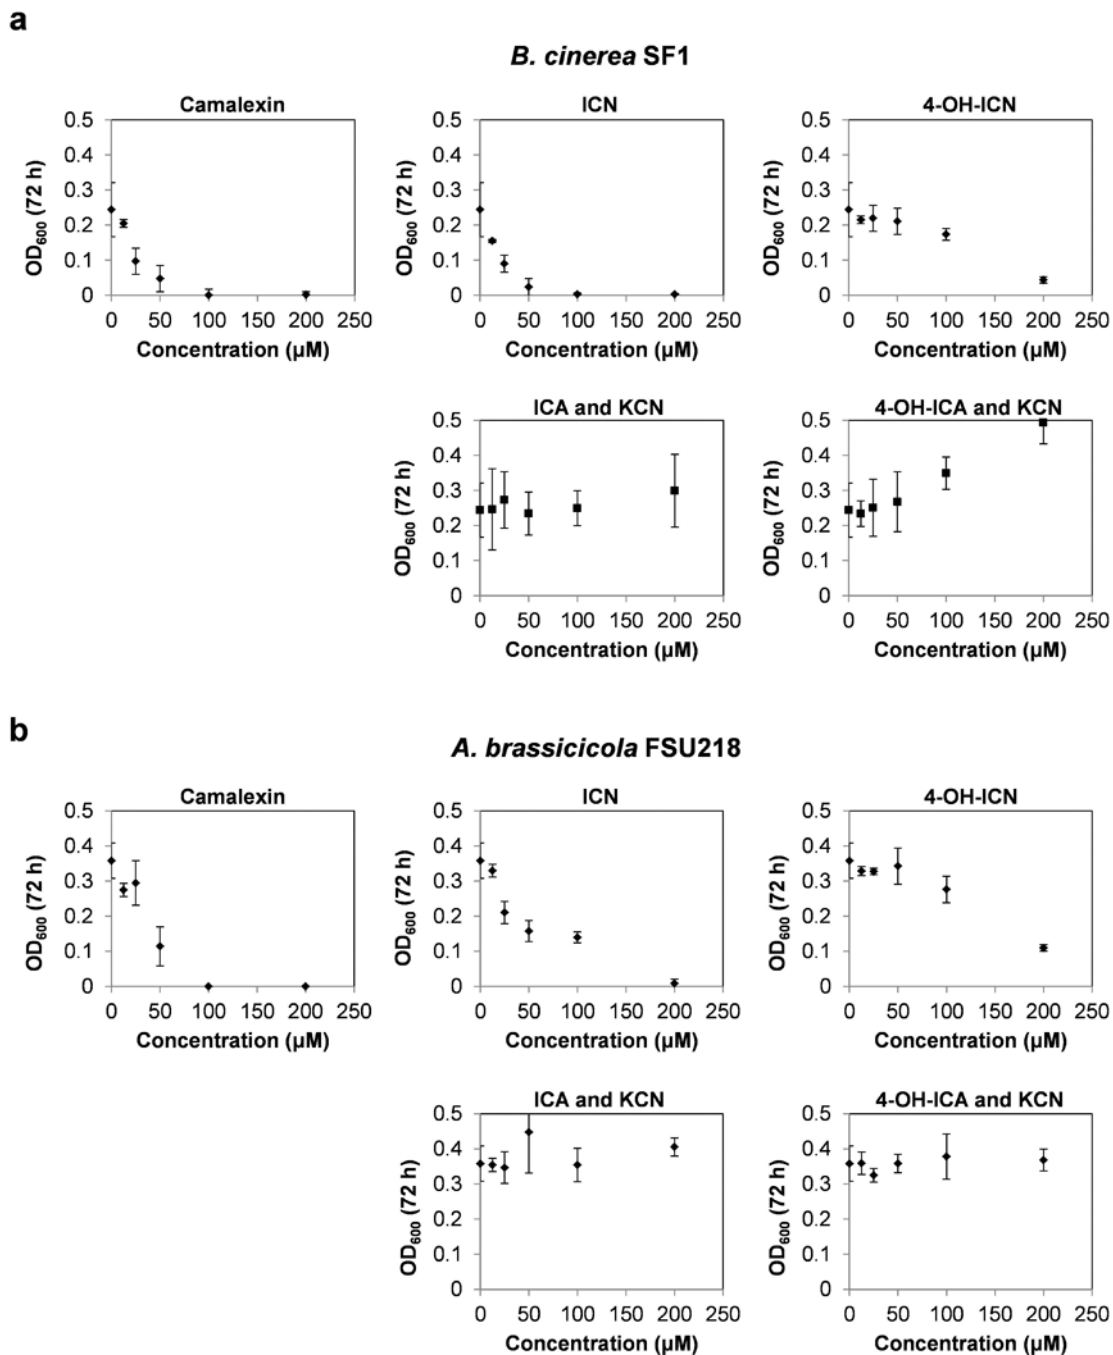 a
B. cinerea SF1
Camalexin
0.5
0.4
0.3
0.2
0.1
0
OD600 (72 h)
0 50 100 150 200 250
Concentration (µM)
ICN
0.5
0.4
0.3
0.2
0.1
0
OD600 (72 h)
0 50 100 150 200 250
Concentration (µM)
4-OH-ICN
0.5
0.4
0.3
0.2
0.1
0
OD600 (72 h)
0 50 100 150 200 250
Concentration (µM)
ICA and KCN
0.5
0.4
0.3
0.2
0.1
0
OD600 (72 h)
0 50 100 150 200 250
Concentration (µM)
4-OH-ICA and KCN
0.5
0.4
0.3
0.2
0.1
0
OD600 (72 h)
0 50 100 150 200 250
Concentration (µM)
b
A. brassicicola FSU218
Camalexin
0.5
0.4
0.3
0.2
0.1
0
OD600 (72 h)
0 50 100 150 200 250
Concentration (µM)
ICN
0.5
0.4
0.3
0.2
0.1
0
OD600 (72 h)
0 50 100 150 200 250
Concentration (µM)
4-OH-ICN
0.5
0.4
0.3
0.2
0.1
0
OD600 (72 h)
0 50 100 150 200 250
Concentration (µM)
ICA and KCN
0.5
0.4
0.3
0.2
0.1
0
OD600 (72 h)
0 50 100 150 200 250
Concentration (µM)
4-OH-ICA and KCN
0.5
0.4
0.3
0.2
0.1
0
OD600 (72 h)
0 50 100 150 200 250
Concentration (µM)